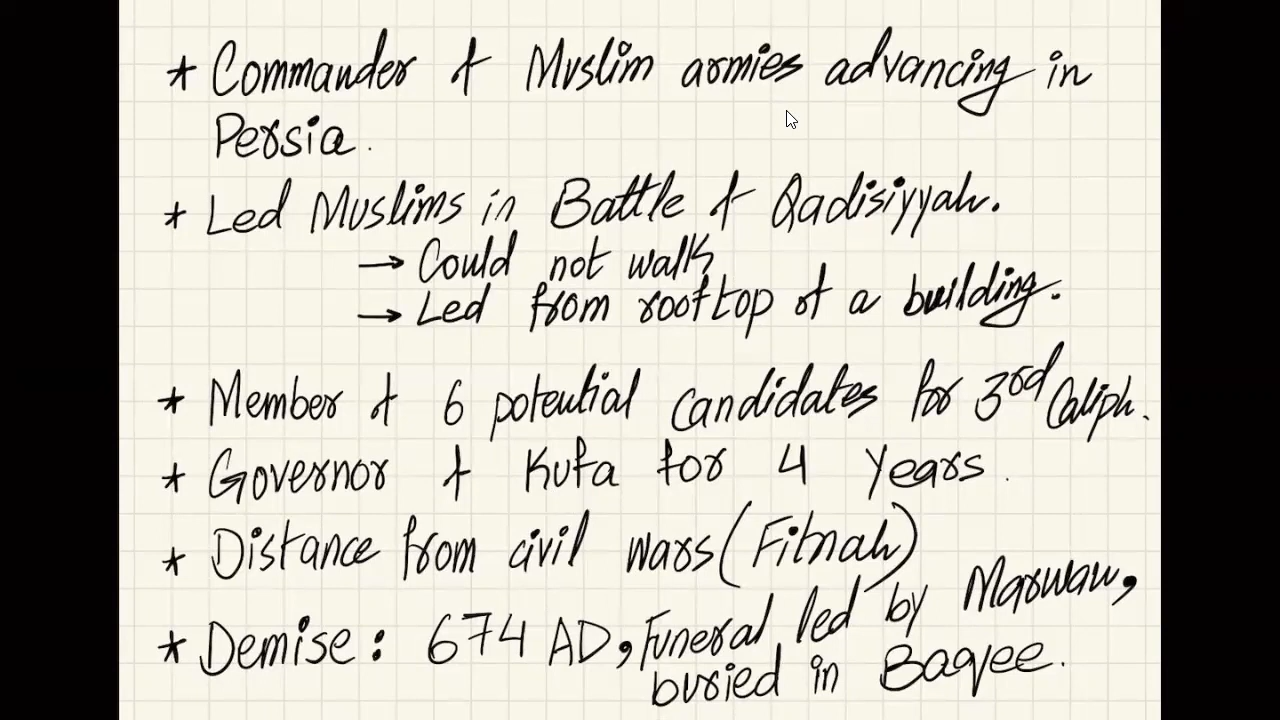 * Commander of Muslim armies advancing in
Persia.
* Led Muslims in Battle of Qadisiyyah.
→ Could not walk
→ Led from rooftop of a building.
* Member of 6 potential candidates for 3rd Caliph.
* Governor of Kufa for 4 years.
* Distance from civil wars (Fitnah)
* Demise: 674 AD, Funeral led by Marwan,
buried in Baqee.